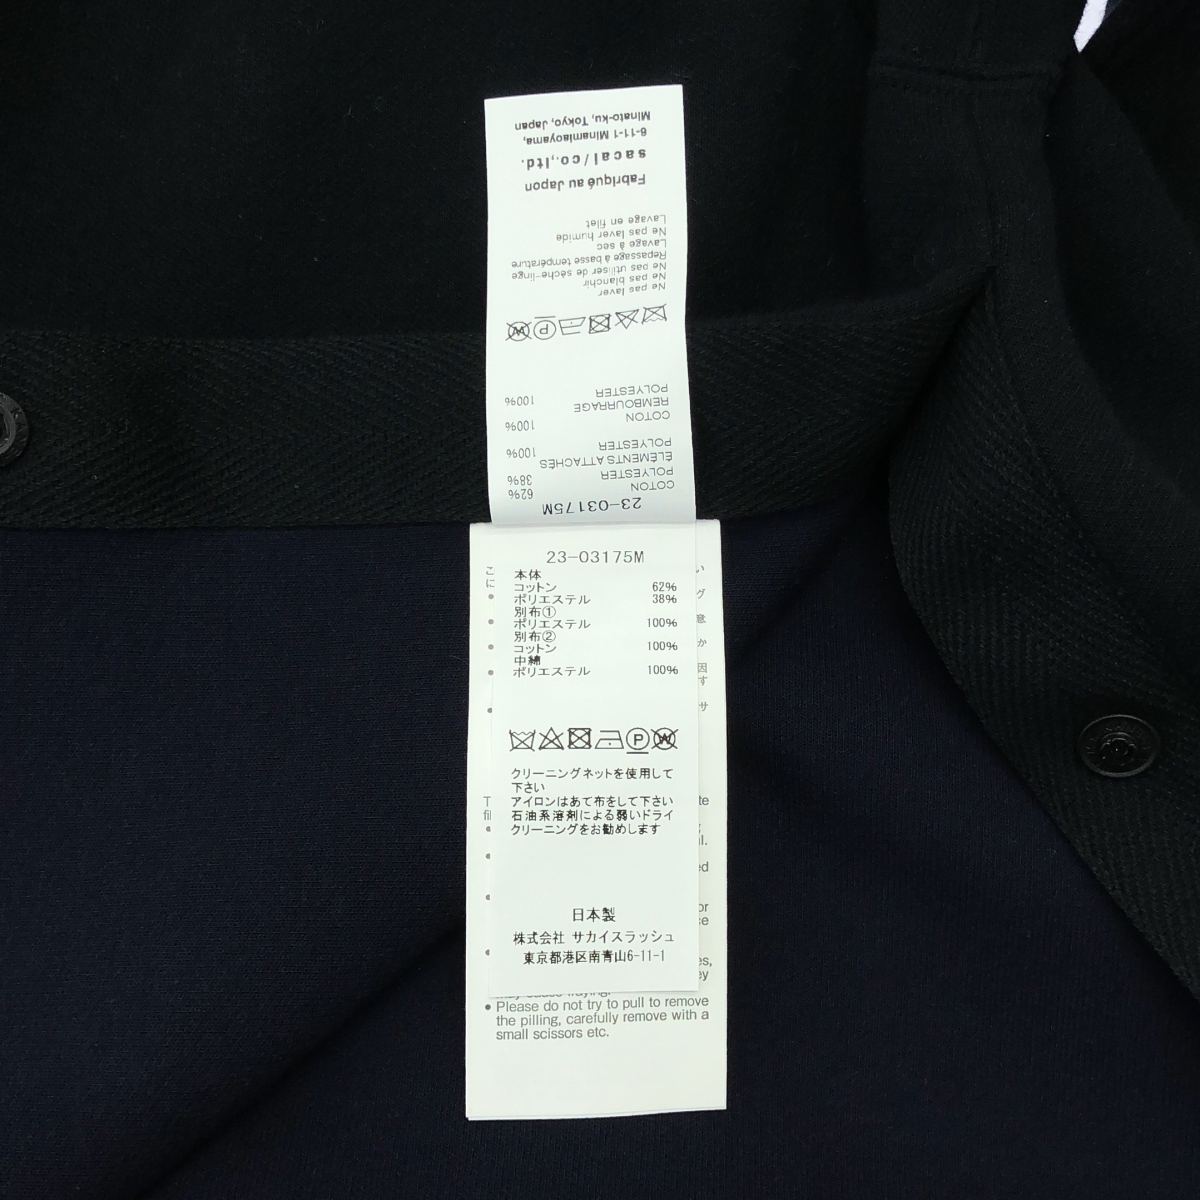 23-03175M
COTON 62%
POLYESTER 38%
ÉLÉMENTS ATTACHÉS
POLYESTER 100%
COTON 100%
REMBOURRAGE
POLYESTER 100%
Ne pas laver
Ne pas blanchir
Ne pas utiliser de sèche-linge
Repassage à basse température
Lavage à sec
Ne pas laver humide
Lavage en filet
Fabriqué au Japon
sacai/co.,ltd.
6-11-1 Minamiaoyama,
Minato-ku, Tokyo, Japan
23-03175M
本体
コットン 62%
ポリエステル 38%
別布①
ポリエステル 100%
別布②
コットン 100%
中綿
ポリエステル 100%
クリーニングネットを使用して
下さい
アイロンはあて布をして下さい
石油系溶剤による弱いドライ
クリーニングをお勧めします
日本製
株式会社 サカイスラッシュ
東京都港区南青山6-11-1
may cause fraying.
● Please do not try to pull to remove
the pilling, carefully remove with a
small scissors etc.